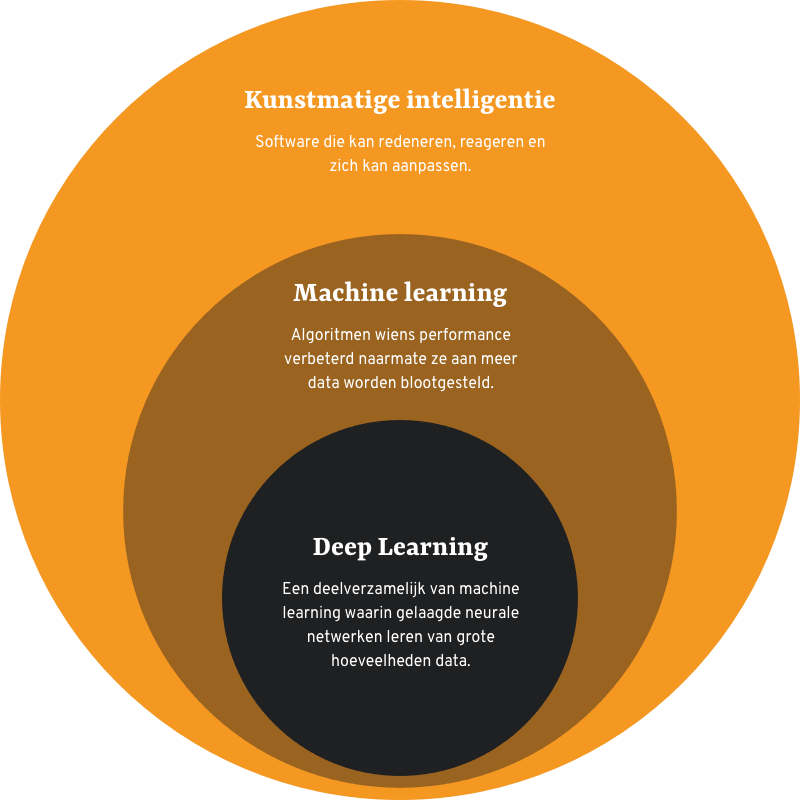 Kunstmatige intelligentie
Software die kan redeneren, reageren en
zich kan aanpassen.
Machine learning
Algoritmen wiens performance
verbeterd naarmate ze aan meer
data worden blootgesteld.
Deep Learning
Een deelverzamelijk van machine
learning waarin gelaagde neurale
netwerken leren van grote
hoeveelheden data.